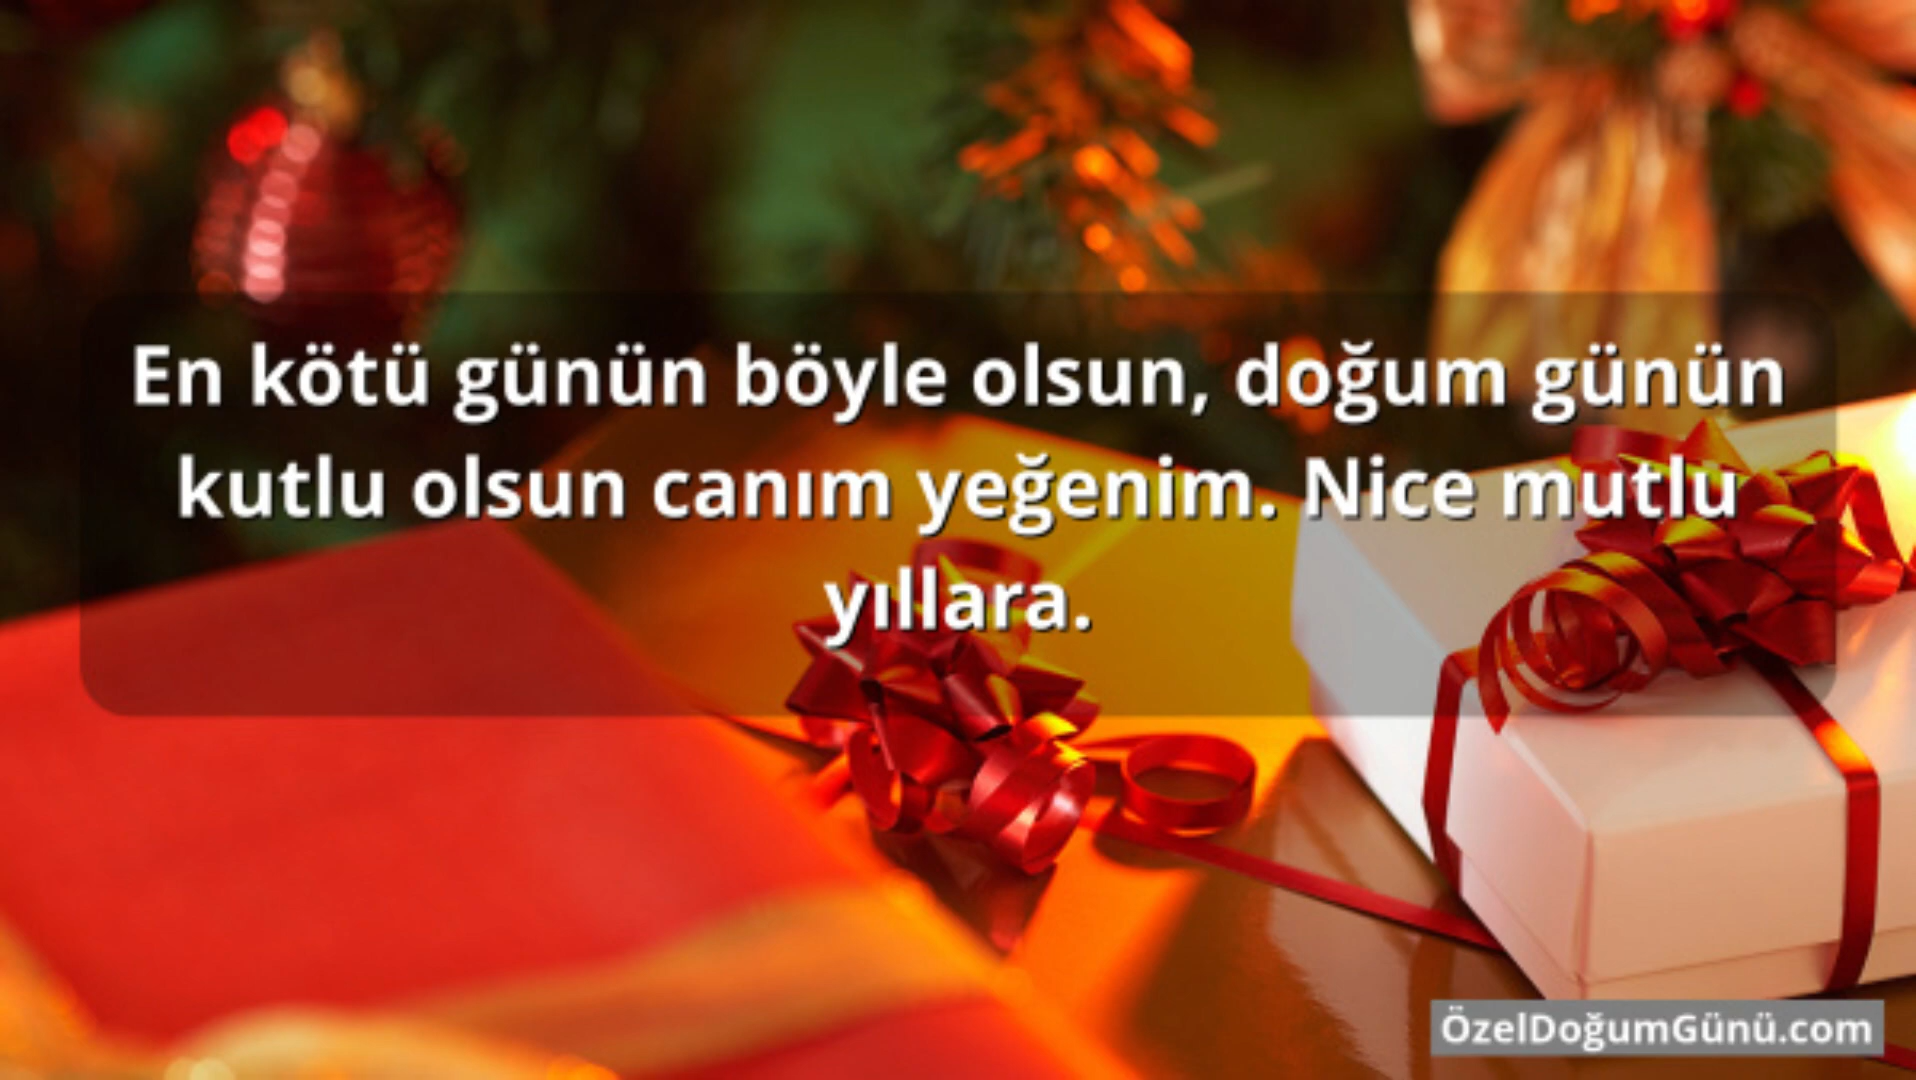 En kötü günün böyle olsun, doğum günün
kutlu olsun canım yeğenim. Nice mutlu
yıllara.
ÖzelDoğumGünü.com